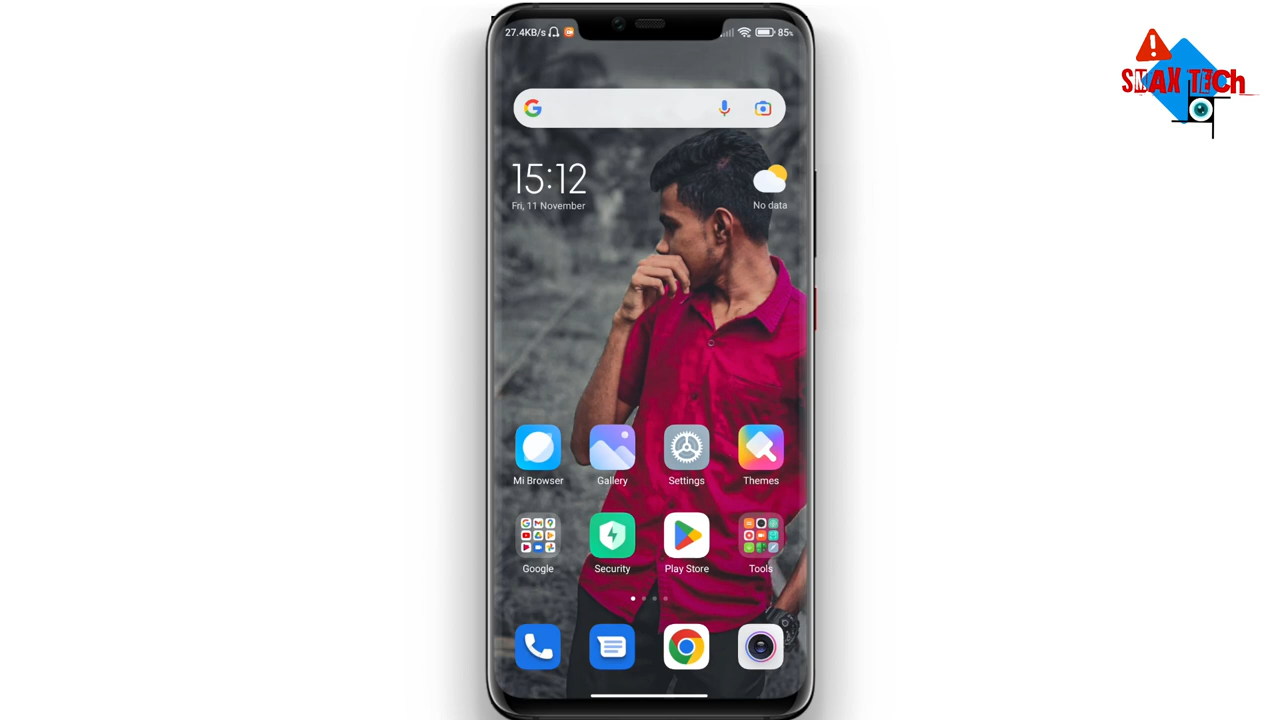 27.4KB/s
85%
SMAX TECh
15:12
Fri, 11 November
No data
Mi Browser
Gallery
Settings
Themes
Google
Security
Play Store
Tools